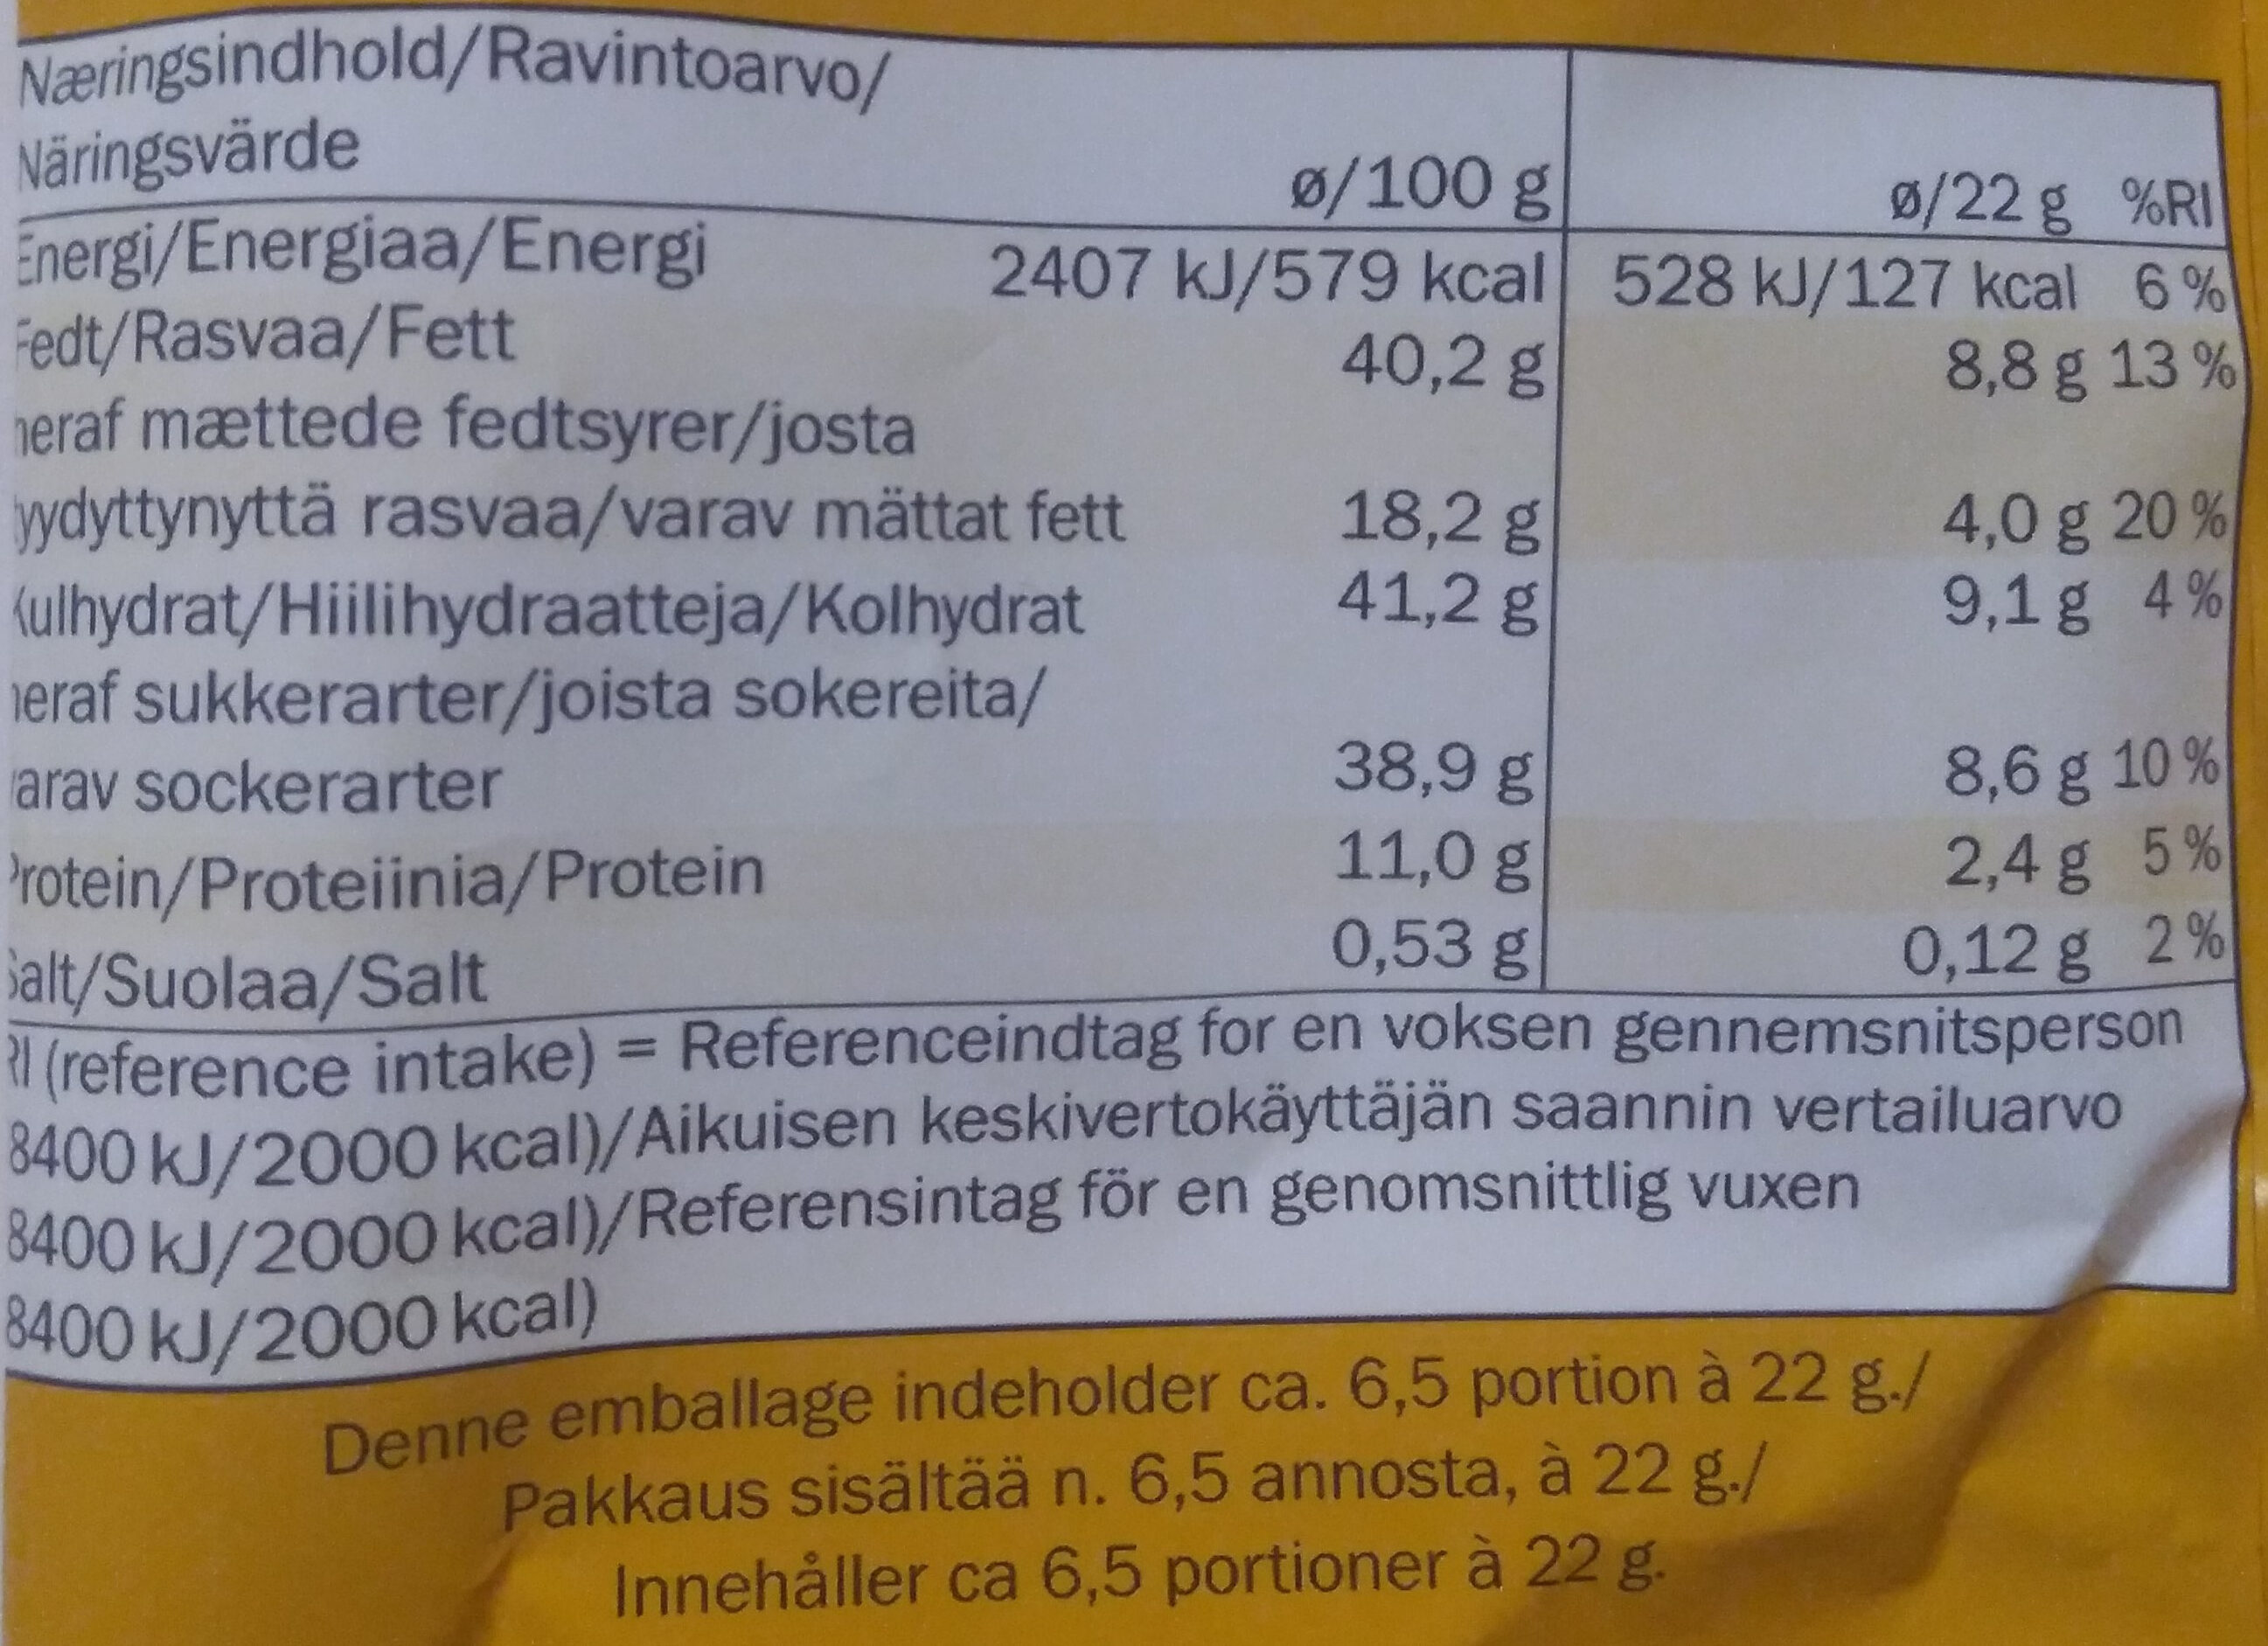 Næringsindhold/Ravintoarvo/
Näringsvärde
ø/100 g ø/22 g %RI
Energi/Energiaa/Energi 2407 kJ/579 kcal 528 kJ/127 kcal 6 %
Fedt/Rasvaa/Fett 40,2 g 8,8 g 13 %
heraf mættede fedtsyrer/josta
tyydyttynyttä rasvaa/varav mättat fett 18,2 g 4,0 g 20 %
Kulhydrat/Hiilihydraatteja/Kolhydrat 41,2 g 9,1 g 4 %
heraf sukkerarter/joista sokereita/
varav sockerarter 38,9 g 8,6 g 10 %
Protein/Proteiinia/Protein 11,0 g 2,4 g 5 %
Salt/Suolaa/Salt 0,53 g 0,12 g 2 %
RI (reference intake) = Referenceindtag for en voksen gennemsnitsperson
8400 kJ/2000 kcal)/Aikuisen keskivertokäyttäjän saannin vertailuarvo
8400 kJ/2000 kcal)/Referensintag för en genomsnittlig vuxen
8400 kJ/2000 kcal)
Denne emballage indeholder ca. 6,5 portion à 22 g./
Pakkaus sisältää n. 6,5 annosta, à 22 g./
Innehåller ca 6,5 portioner à 22 g.